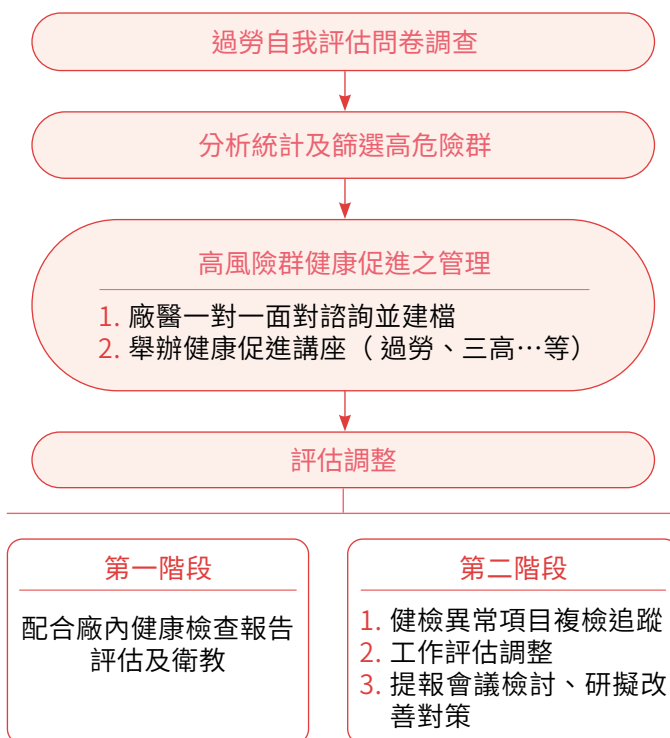 過勞自我評估問卷調查
分析統計及篩選高危險群
高風險群健康促進之管理
1. 廠醫一對一面對諮詢並建檔
2. 舉辦健康促進講座（過勞、三高…等）
評估調整
第一階段
配合廠內健康檢查報告
評估及衛教
第二階段
1. 健檢異常項目複檢追蹤
2. 工作評估調整
3. 提報會議檢討、研擬改
善對策